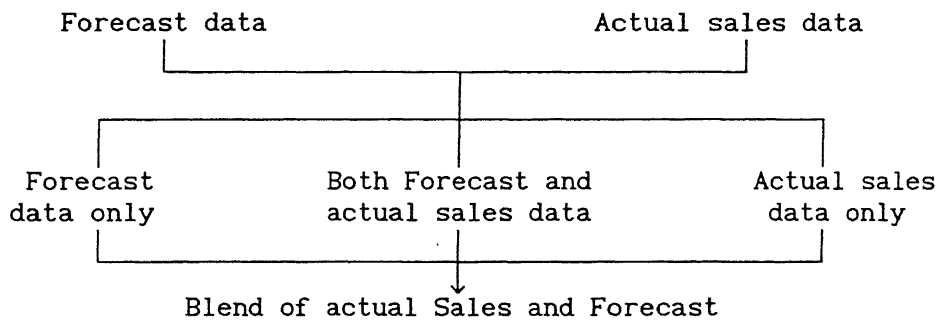 Forecast data
Actual sales data
Forecast
data only
Both Forecast and
actual sales data
Actual sales
data only
Blend of actual Sales and Forecast